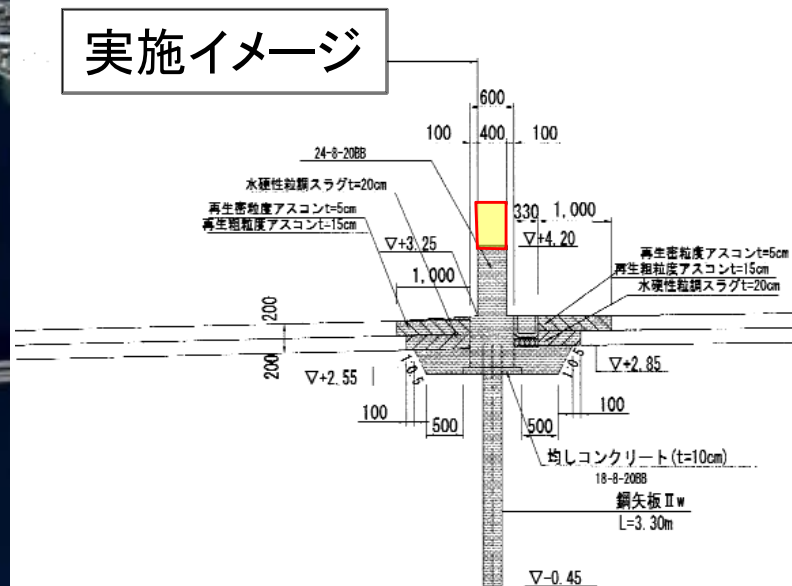 実施イメージ
600
100 400 100
24-8-20BB
水硬性粒調スラグt=20cm
再生密粒度アスコンt=5cm
再生粗粒度アスコンt=15cm
330 1,000
▽+3.25
▽+4.20
再生密粒度アスコンt=5cm
再生粗粒度アスコンt=15cm
水硬性粒調スラグt=20cm
1,000
200
200
1:0.5
1:0.5
▽+2.55
▽+2.85
100
100
500
500
均しコンクリート(t=10cm)
18-8-20BB
鋼矢板Ⅱw
L=3.30m
▽-0.45